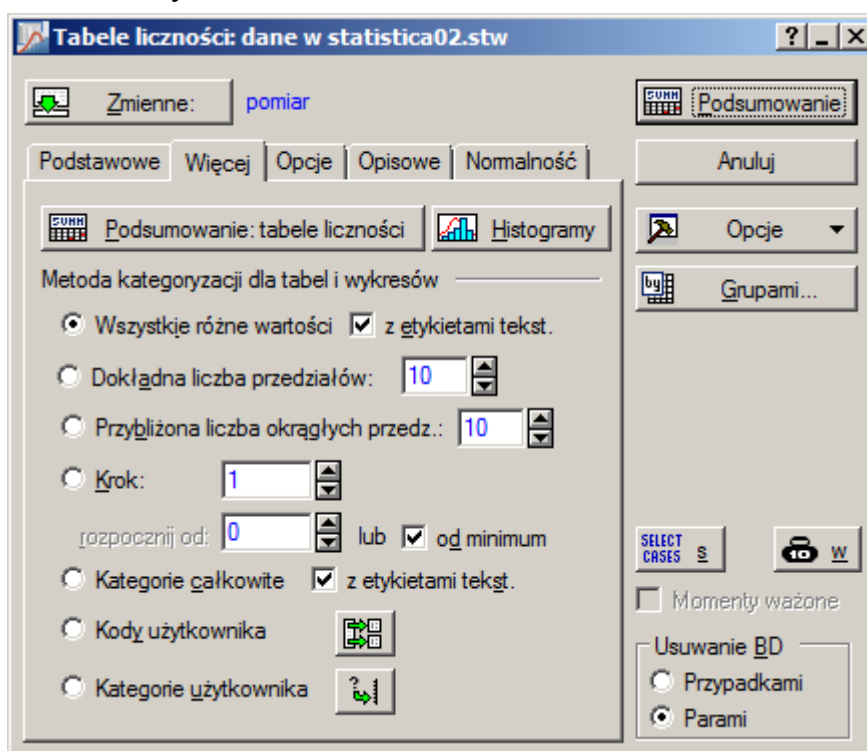 Tabele liczności: dane w statistica02.stw
Zmienne: pomiar
Podsumowanie
Podstawowe Więcej Opcje Opisowe Normalność
Anuluj
Podsumowanie: tabele liczności Histogramy
Opcje
Metoda kategoryzacji dla tabel i wykresów
Grupami...
Wszystkie różne wartości z etykietami tekst.
Dokładna liczba przedziałów: 10
Przybliżona liczba okrągłych przedz.: 10
Krok: 1
rozpocznij od: 0 lub od minimum
SELECT CASES S W
Kategorie całkowite z etykietami tekst.
Momenty ważone
Kody użytkownika
Usuwanie BD
Przypadkami
Kategorie użytkownika
Parami